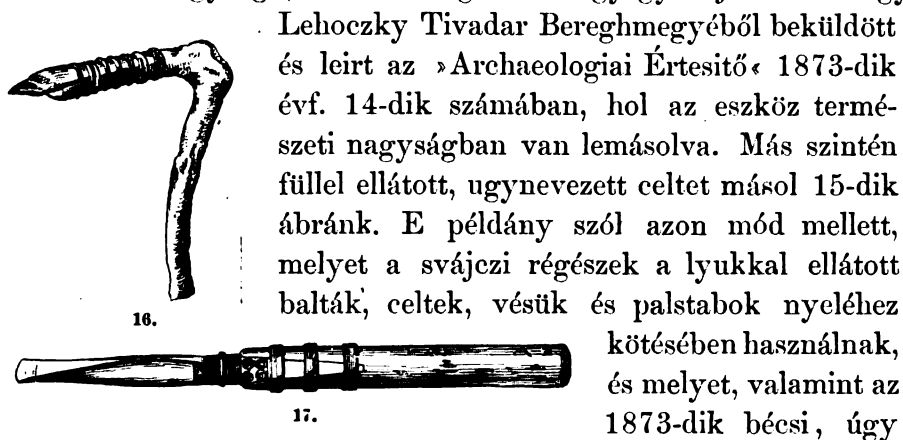 Lehoczky Tivadar Bereghmegyéből beküldött
és leirt az »Archaeologiai Értesitő« 1873-dik
évf. 14-dik számában, hol az eszköz termé-
szeti nagyságban van lemásolva. Más szintén
füllel ellátott, ugynevezett celtet másol 15-dik
ábránk. E példány szól azon mód mellett,
melyet a svájczi régészek a lyukkal ellátott
balták, celtek, vésük és palstabok nyeléhez
16.
kötésében használnak,
és melyet, valamint az
17.
1873-dik bécsi, úgy